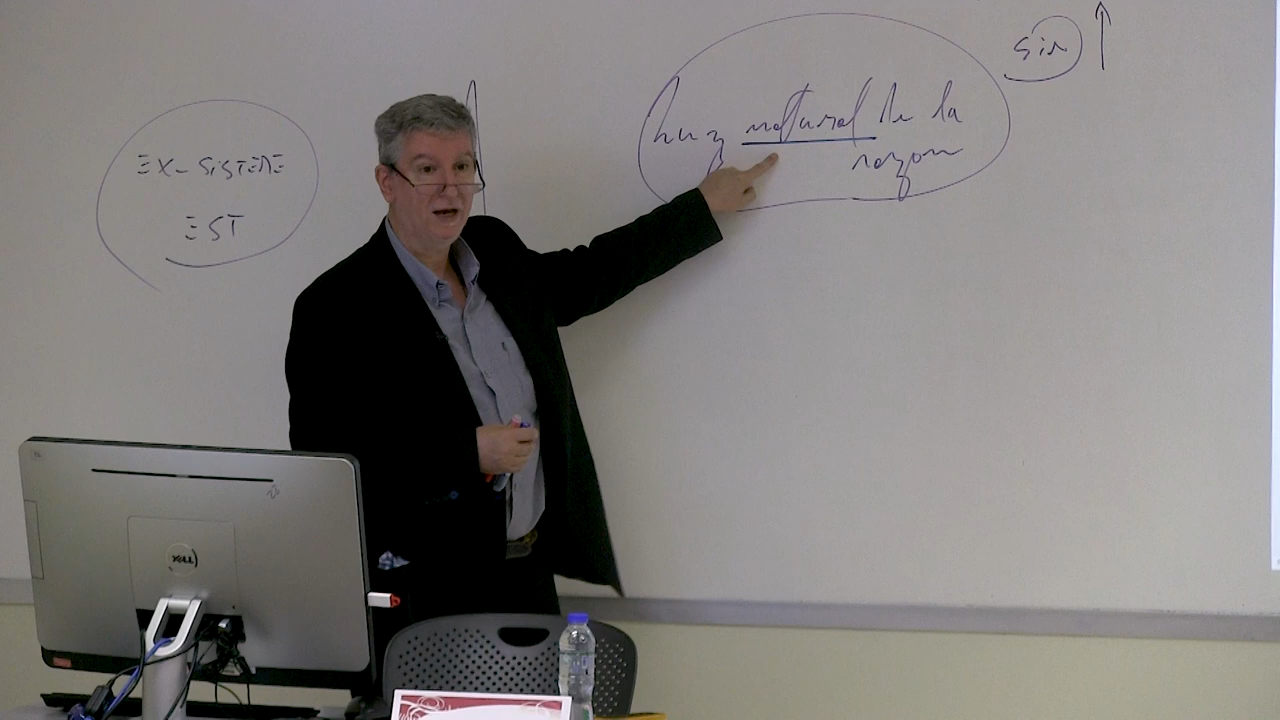 EX-SISTERE
EST
luz natural de la
razon
sin
DELL